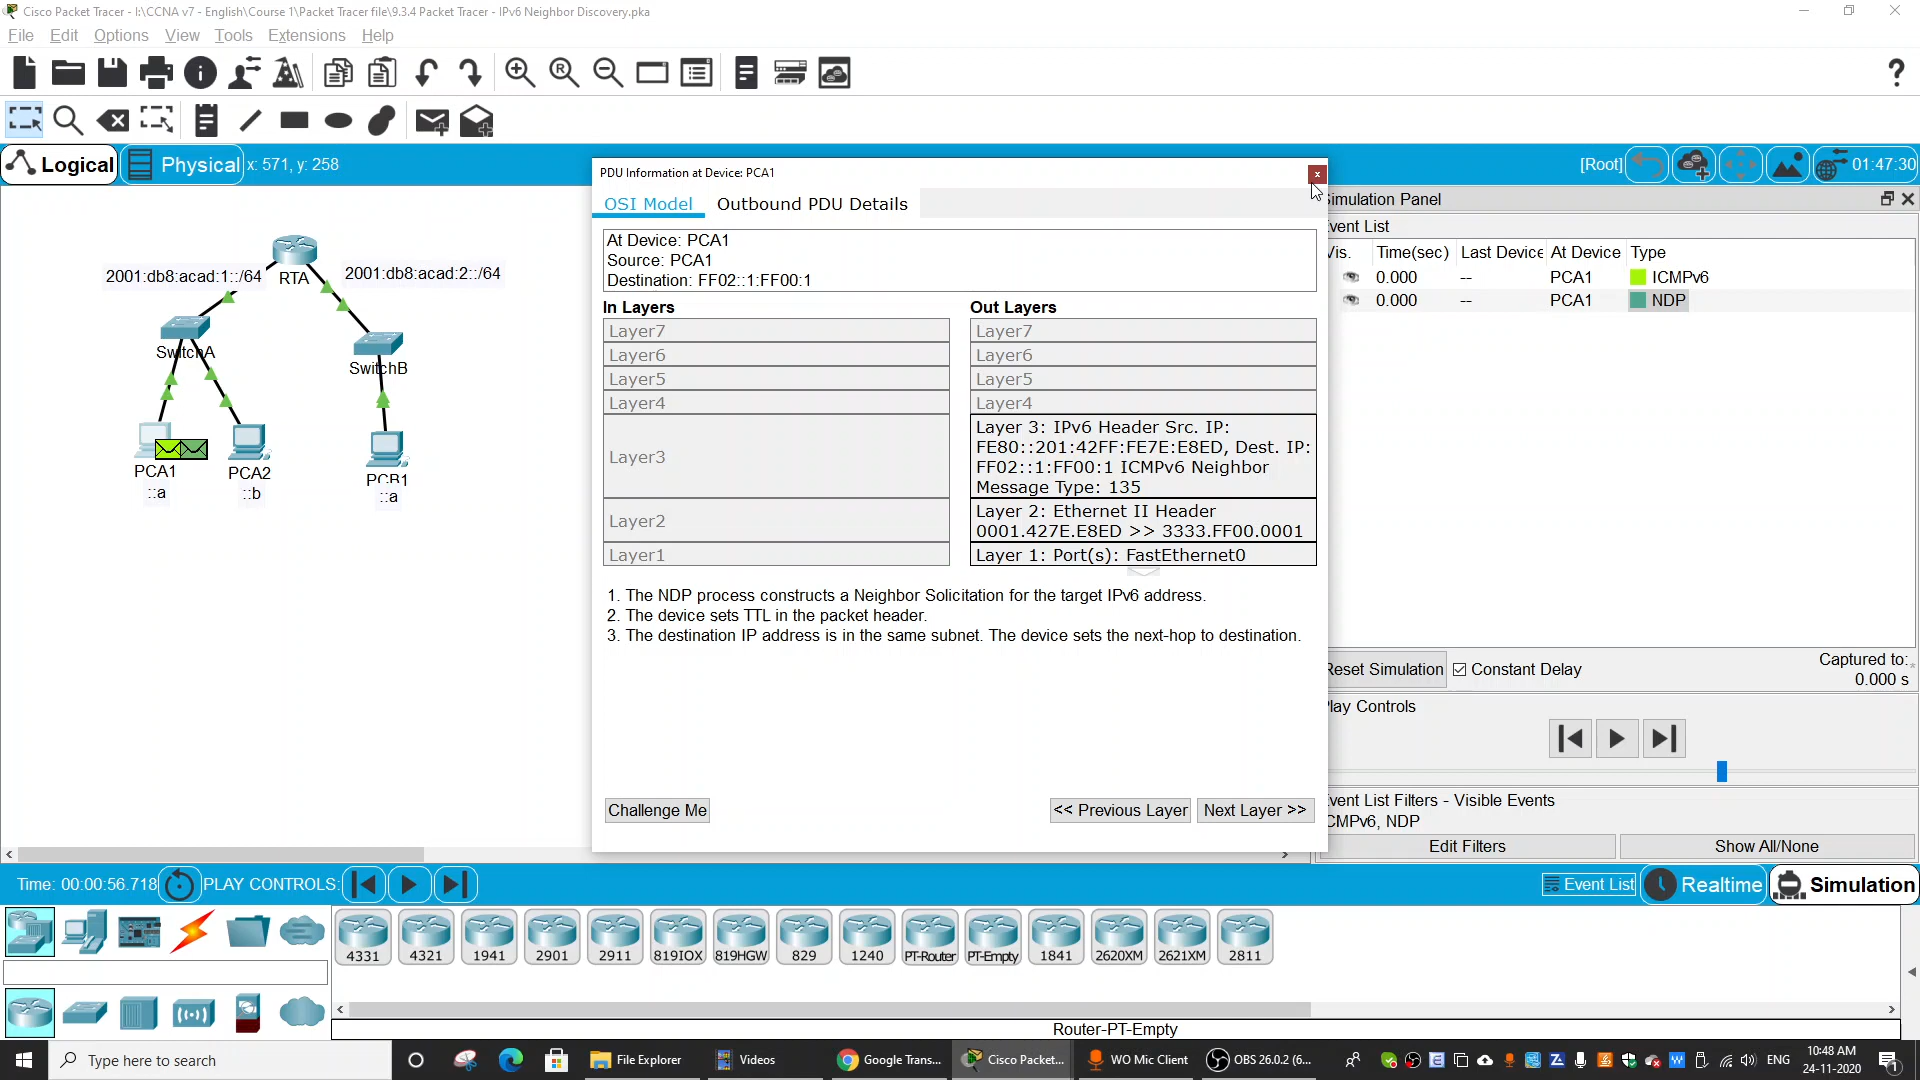 Cisco Packet Tracer - I:\CCNA v7 - English\Course 1\Packet Tracer file\9.3.4 Packet Tracer - IPv6 Neighbor Discovery.pka
File Edit Options View Tools Extensions Help
Logical Physical x: 571, y: 258 [Root] 01:47:30
PDU Information at Device: PCA1
OSI Model Outbound PDU Details
At Device: PCA1
Source: PCA1
Destination: FF02::1:FF00:1
In Layers Out Layers
Layer7 Layer7
Layer6 Layer6
Layer5 Layer5
Layer4 Layer4
Layer3
Layer 3: IPv6 Header Src. IP:
FE80::201:42FF:FE7E:E8ED, Dest. IP:
FF02::1:FF00:1 ICMPv6 Neighbor
Message Type: 135
Layer2
Layer 2: Ethernet II Header
0001.427E.E8ED >> 3333.FF00.0001
Layer1 Layer 1: Port(s): FastEthernet0
1. The NDP process constructs a Neighbor Solicitation for the target IPv6 address.
2. The device sets TTL in the packet header.
3. The destination IP address is in the same subnet. The device sets the next-hop to destination.
Challenge Me << Previous Layer Next Layer >>
2001:db8:acad:1::/64 RTA 2001:db8:acad:2::/64
SwitchA
SwitchB
PCA1 PCA2 PCB1
::a ::b ::a
imulation Panel
vent List
Vis. Time(sec) Last Device At Device Type
0.000 -- PCA1 ICMPv6
0.000 -- PCA1 NDP
Reset Simulation Constant Delay Captured to:
0.000 s
lay Controls
vent List Filters - Visible Events
CMPv6, NDP
Edit Filters Show All/None
Time: 00:00:56.718 PLAY CONTROLS: Event List Realtime Simulation
4331 4321 1941 2901 2911 819IOX 819HGW 829 1240 PT-Router PT-Empty 1841 2620XM 2621XM 2811
Router-PT-Empty
Type here to search File Explorer Videos Google Trans... Cisco Packet... WO Mic Client OBS 26.0.2 (6... ENG 10:48 AM
24-11-2020